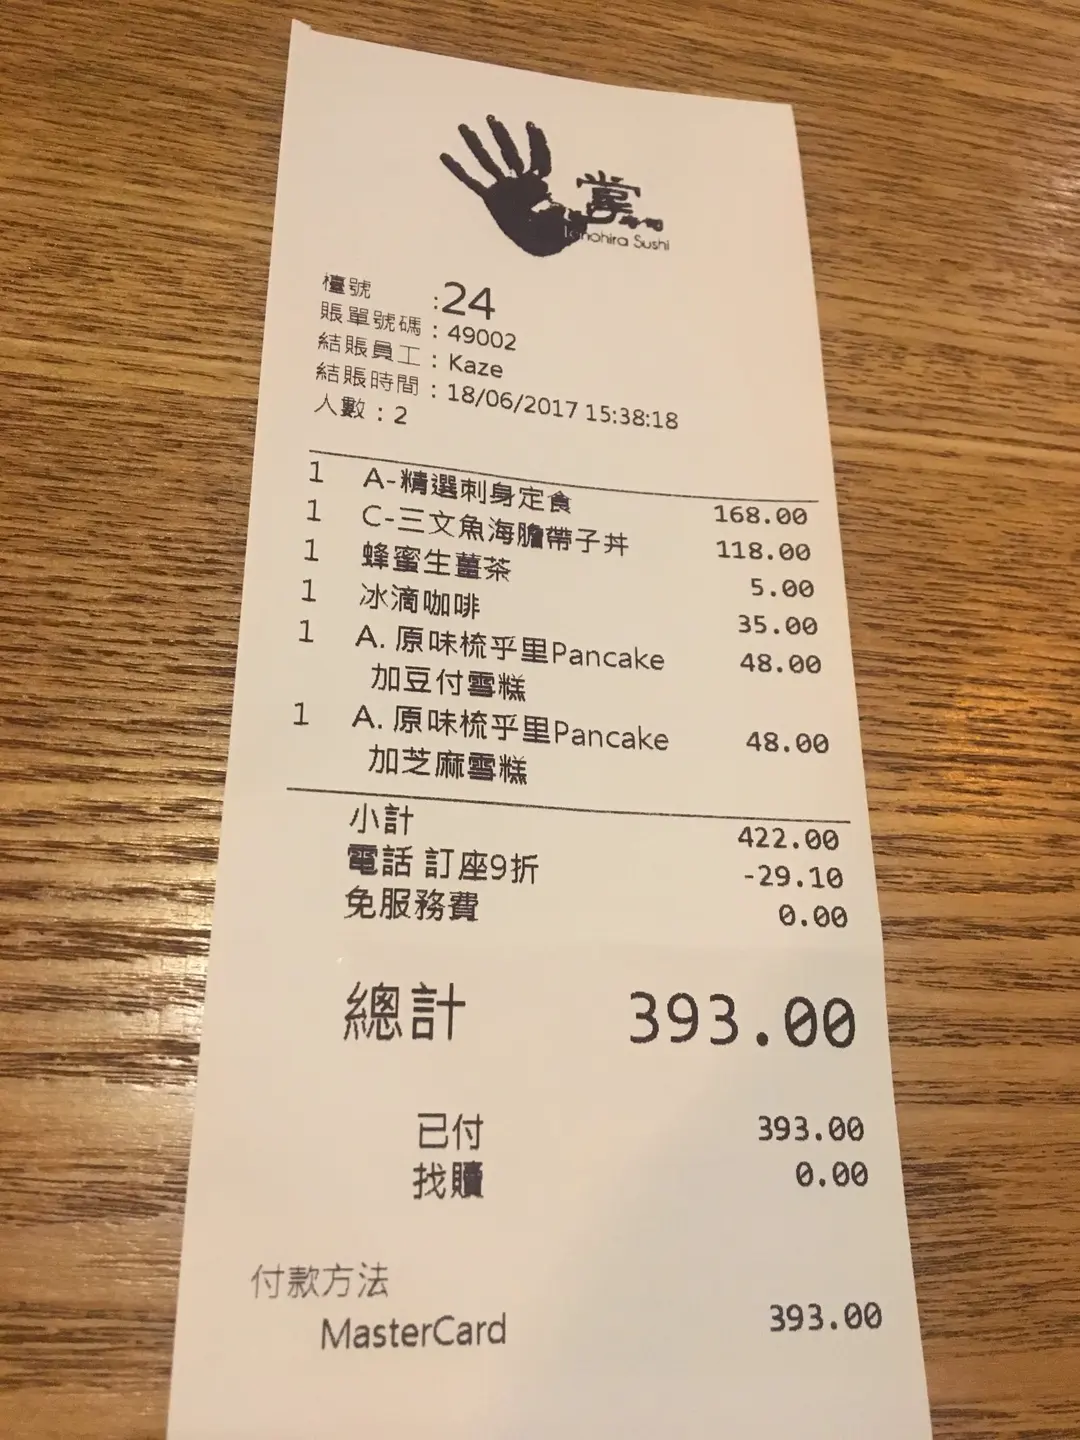 掌
Tanohira Sushi
檯號 :24
賬單號碼 : 49002
結賬員工 : Kaze
結賬時間 : 18/06/2017 15:38:18
人數 : 2
1 A-精選刺身定食 168.00
1 C-三文魚海膽帶子丼 118.00
1 蜂蜜生薑茶 5.00
1 冰滴咖啡 35.00
1 A. 原味梳乎里Pancake 48.00
加豆付雪糕
1 A. 原味梳乎里Pancake 48.00
加芝麻雪糕
小計 422.00
電話 訂座9折 -29.10
免服務費 0.00
總計 393.00
已付 393.00
找贖 0.00
付款方法
MasterCard 393.00